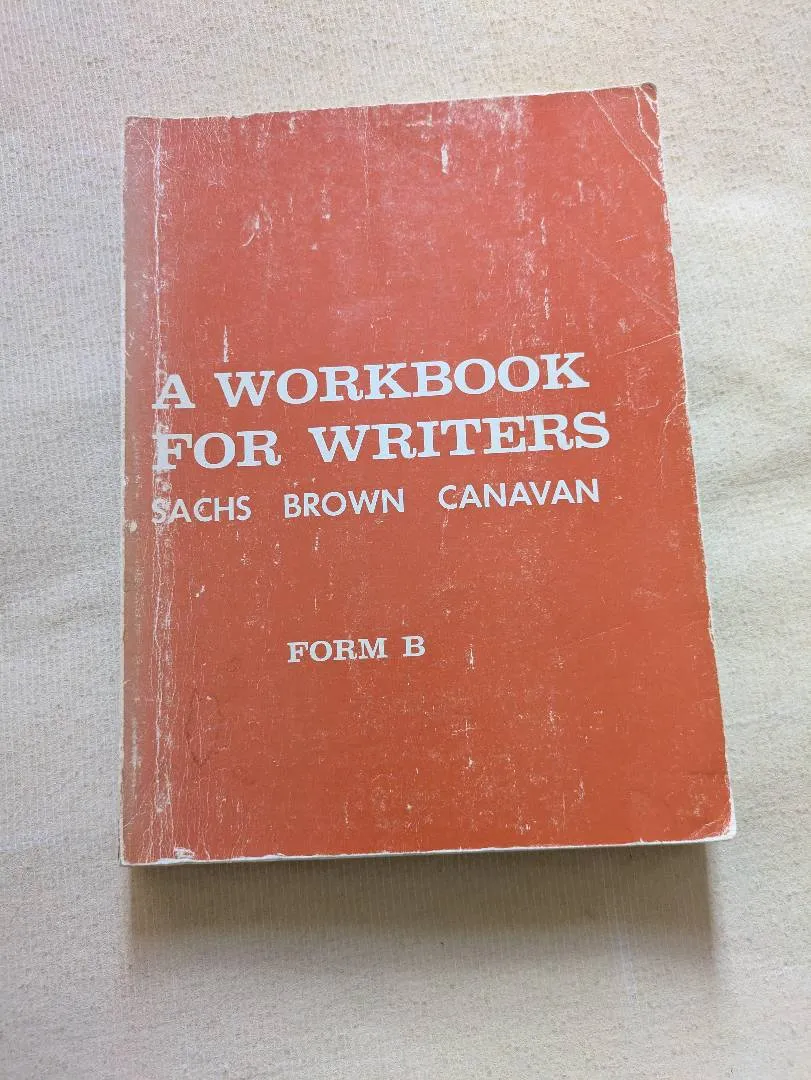 A WORKBOOK
FOR WRITERS
SACHS BROWN CANAVAN
FORM B